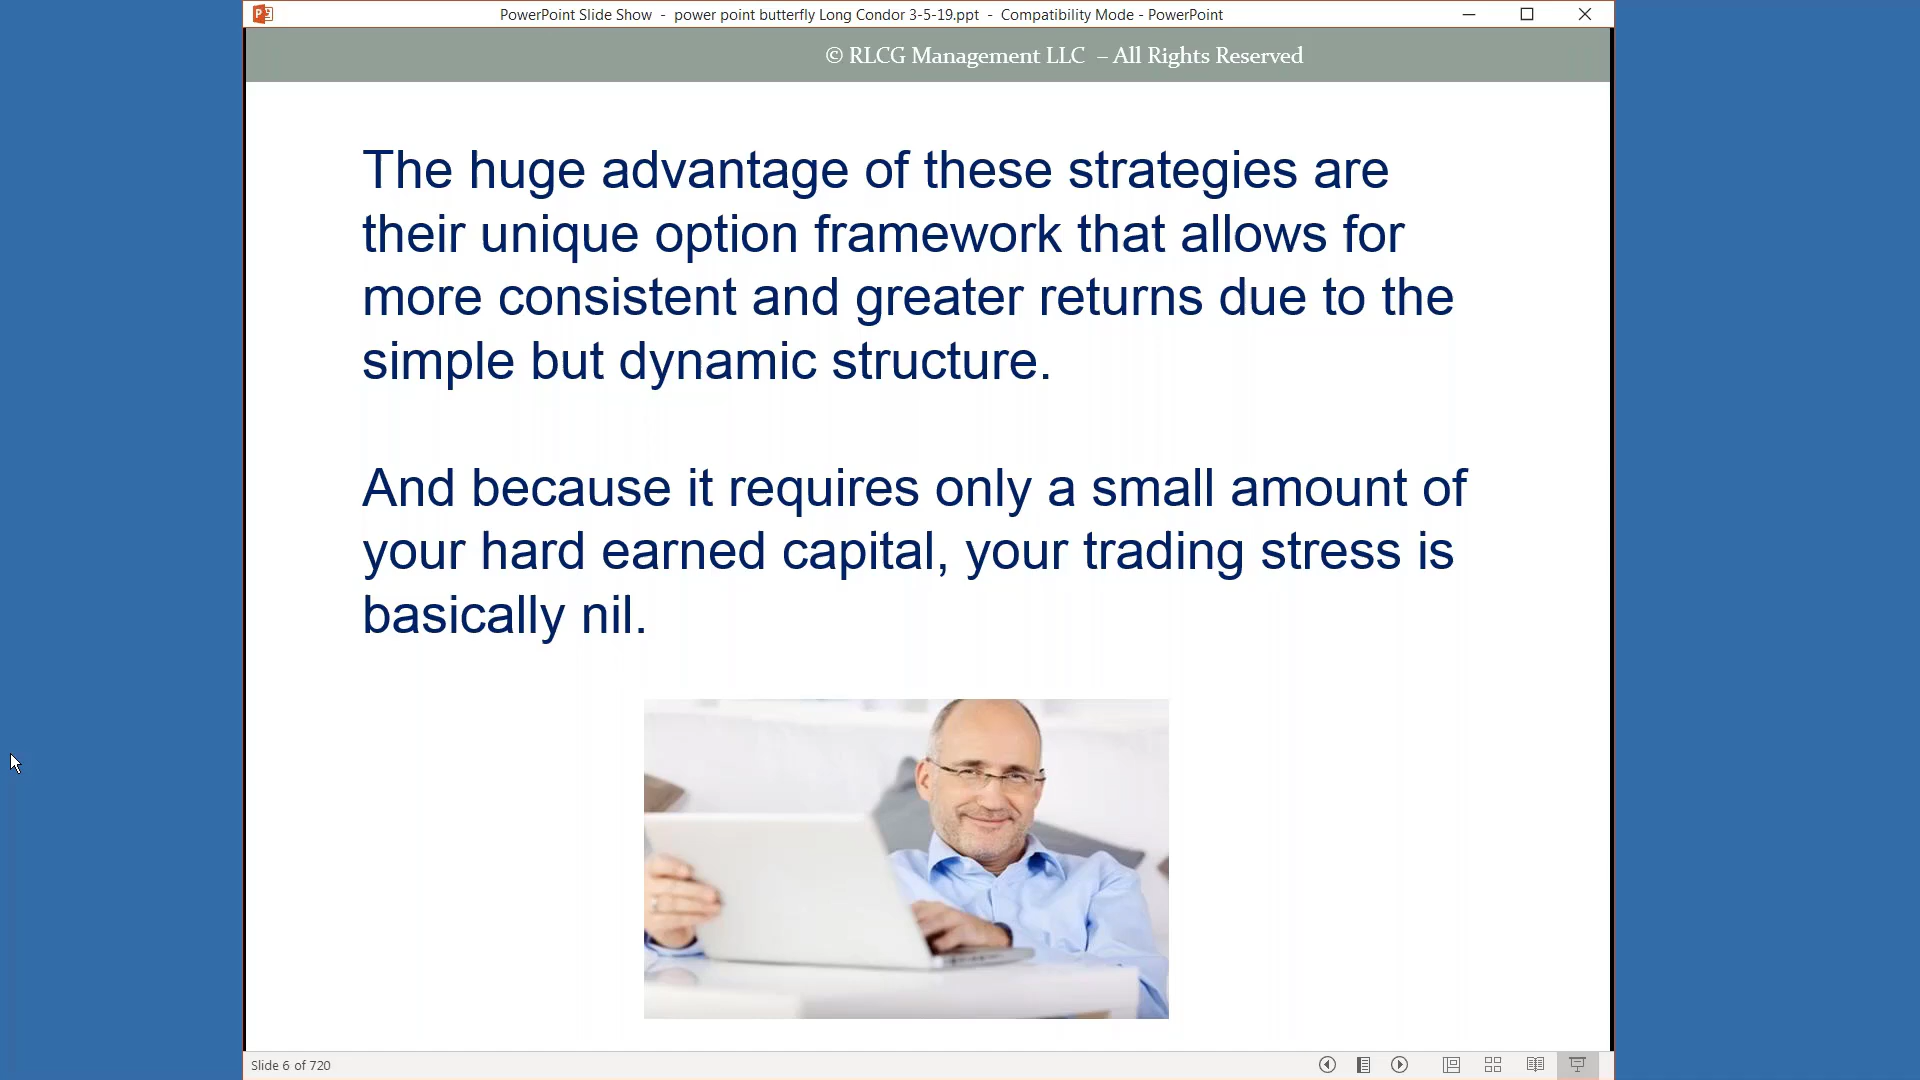 PowerPoint Slide Show - power point butterfly Long Condor 3-5-19.ppt - Compatibility Mode - PowerPoint
© RLCG Management LLC – All Rights Reserved
The huge advantage of these strategies are
their unique option framework that allows for
more consistent and greater returns due to the
simple but dynamic structure.
And because it requires only a small amount of
your hard earned capital, your trading stress is
basically nil.
Slide 6 of 720